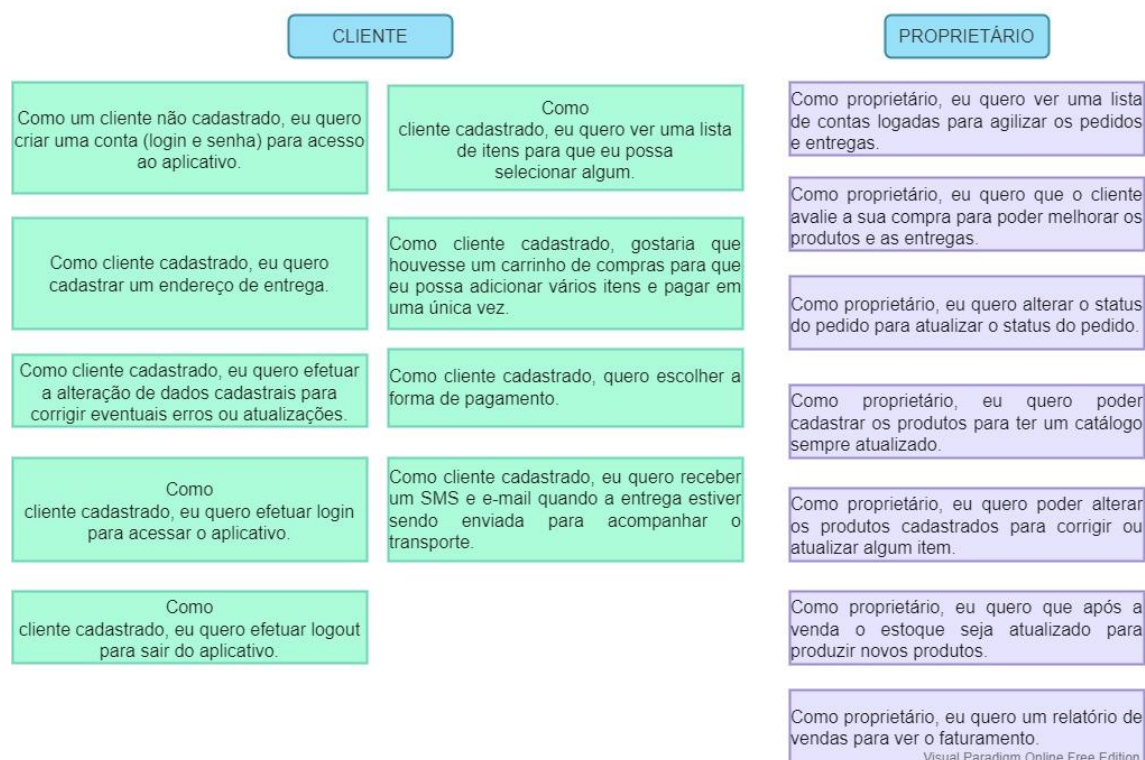 CLIENTE
Como um cliente não cadastrado, eu quero
criar uma conta (login e senha) para acesso
ao aplicativo.
Como cliente cadastrado, eu quero
cadastrar um endereço de entrega.
Como cliente cadastrado, eu quero efetuar
a alteração de dados cadastrais para
corrigir eventuais erros ou atualizações.
Como
cliente cadastrado, eu quero efetuar login
para acessar o aplicativo.
Como
cliente cadastrado, eu quero efetuar logout
para sair do aplicativo.
Como
cliente cadastrado, eu quero ver uma lista
de itens para que eu possa
selecionar algum.
Como cliente cadastrado, gostaria que
houvesse um carrinho de compras para que
eu possa adicionar vários itens e pagar em
uma única vez.
Como cliente cadastrado, quero escolher a
forma de pagamento.
Como cliente cadastrado, eu quero receber
um SMS e e-mail quando a entrega estiver
sendo enviada para acompanhar o
transporte.
PROPRIETÁRIO
Como proprietário, eu quero ver uma lista
de contas logadas para agilizar os pedidos
e entregas.
Como proprietário, eu quero que o cliente
avalie a sua compra para poder melhorar os
produtos e as entregas.
Como proprietário, eu quero alterar o status
do pedido para atualizar o status do pedido.
Como proprietário, eu quero poder
cadastrar os produtos para ter um catálogo
sempre atualizado.
Como proprietário, eu quero poder alterar
os produtos cadastrados para corrigir ou
atualizar algum item.
Como proprietário, eu quero que após a
venda o estoque seja atualizado para
produzir novos produtos.
Como proprietário, eu quero um relatório de
vendas para ver o faturamento.
Visual Paradigm Online Free Edition